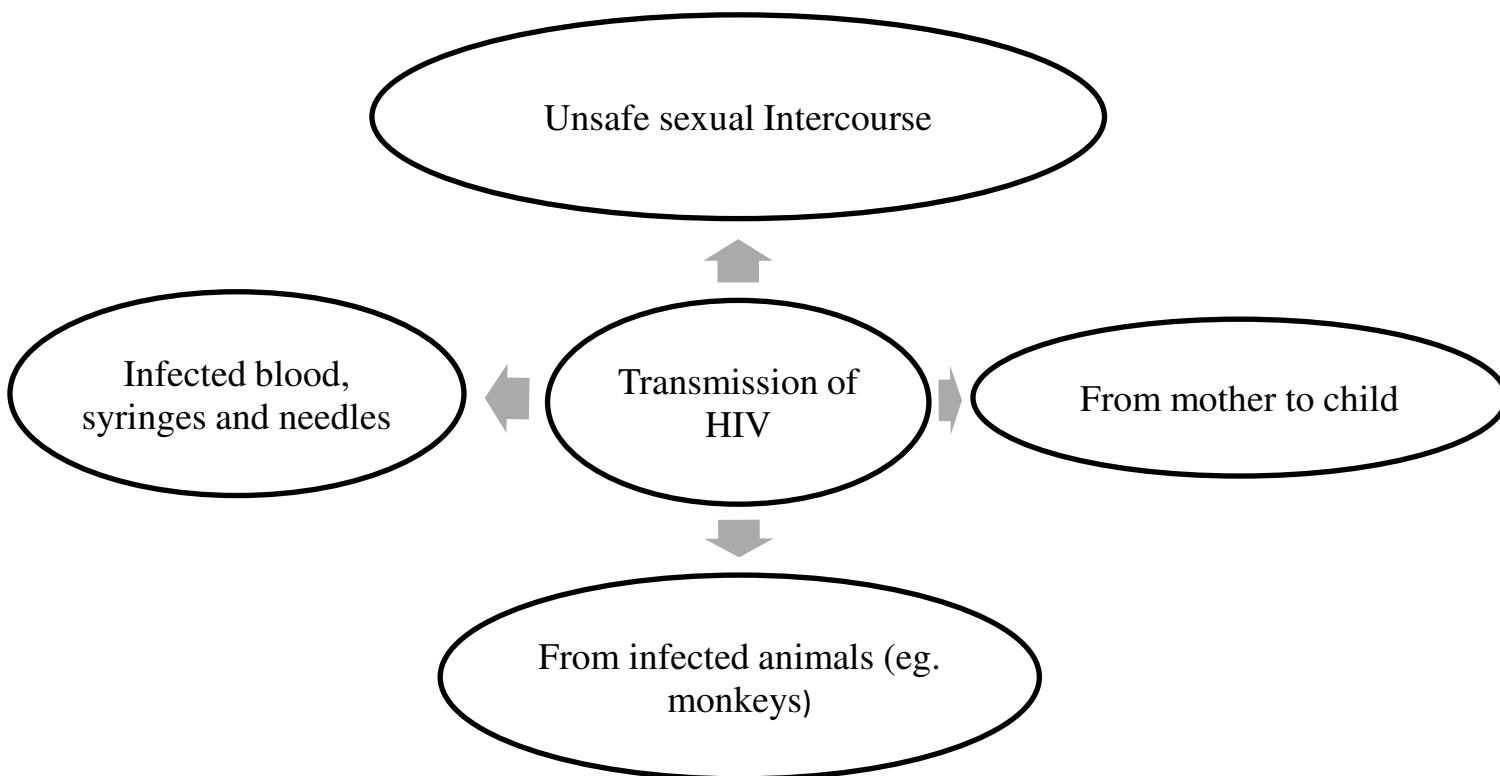 Unsafe sexual Intercourse
Infected blood,
syringes and needles
Transmission of
HIV
From mother to child
From infected animals (eg.
monkeys)